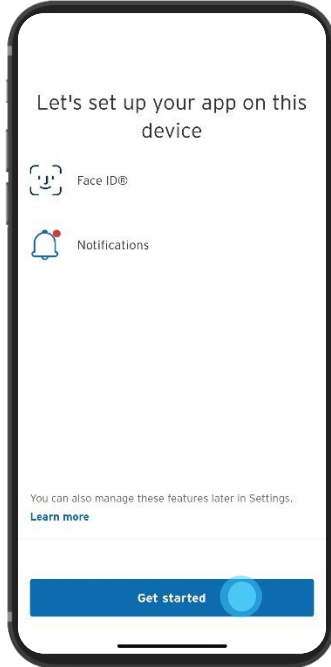 Let's set up your app on this
device
Face ID®
Notifications
You can also manage these features later in Settings.
Learn more
Get started